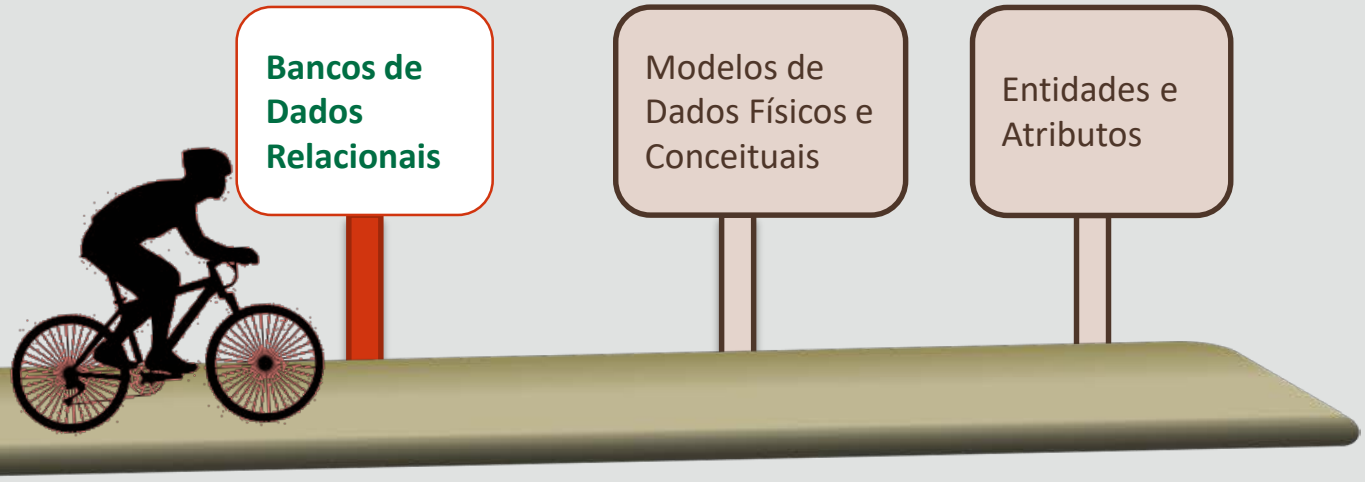 Bancos de
Dados
Relacionais
Modelos de
Dados Físicos e
Conceituais
Entidades e
Atributos